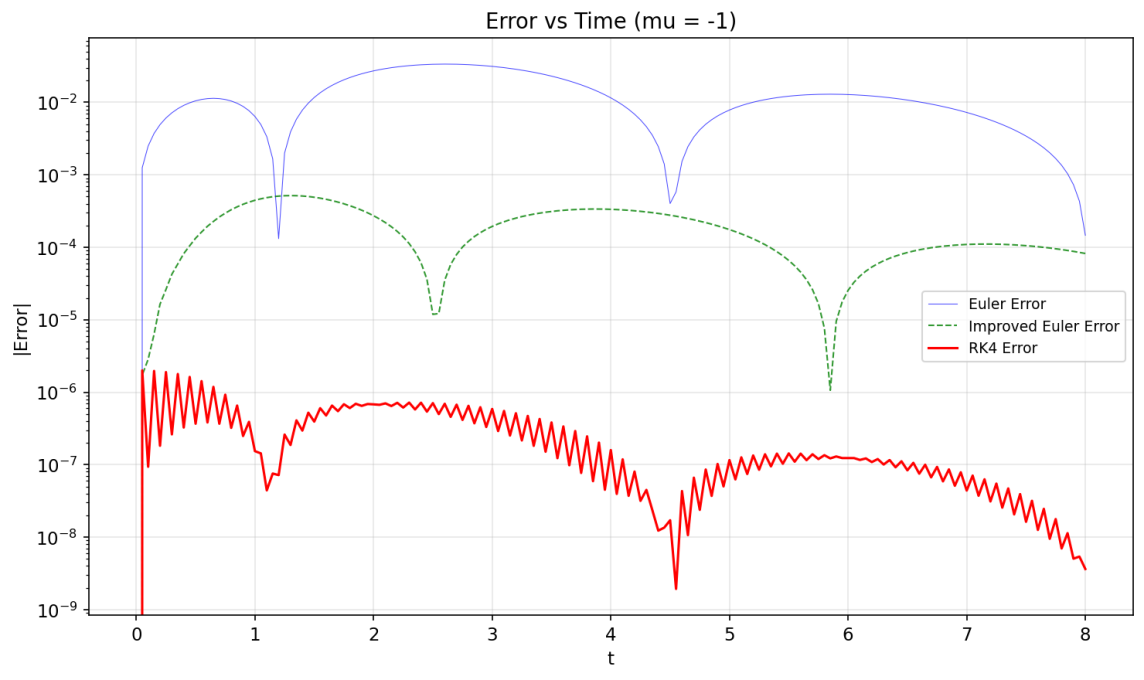 Error vs Time (mu = -1)
|Error|
10⁻²
10⁻³
10⁻⁴
10⁻⁵
10⁻⁶
10⁻⁷
10⁻⁸
10⁻⁹
Euler Error
Improved Euler Error
RK4 Error
0 1 2 3 4 5 6 7 8
t